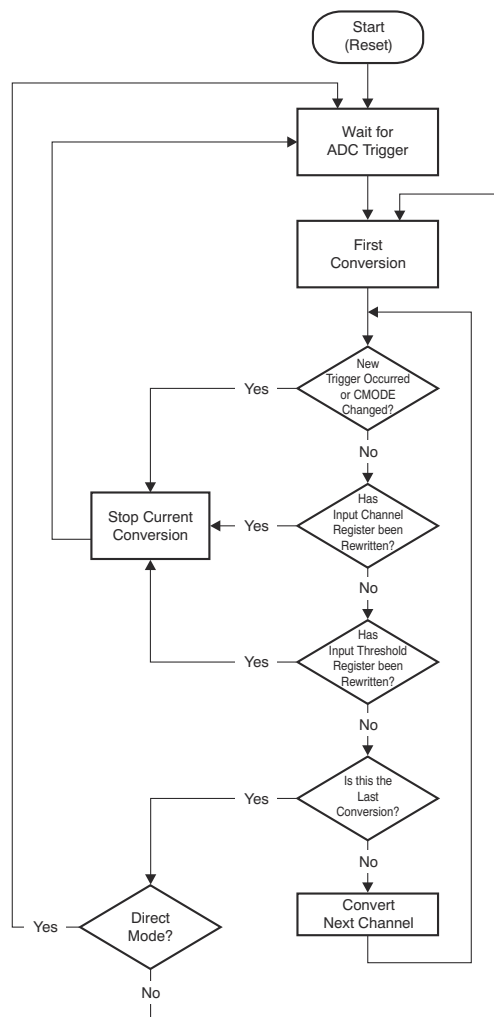 Start
(Reset)
Wait for
ADC Trigger
First
Conversion
New
Trigger Occurred
or CMODE
Changed?
Yes
No
Stop Current
Conversion
Yes
Has
Input Channel
Register been
Rewritten?
No
Yes
Has
Input Threshold
Register been
Rewritten?
No
Yes
Is this the
Last
Conversion?
No
Yes
Direct
Mode?
Convert
Next Channel
No